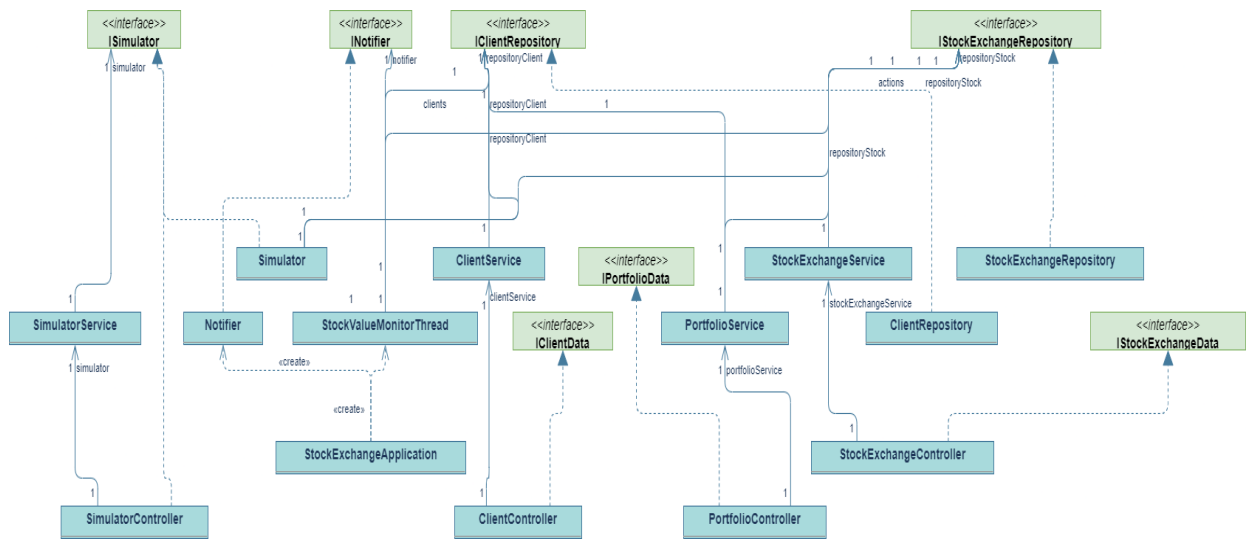 <<interface>>
ISimulator
<<interface>>
INotifier
<<interface>>
IClientRepository
<<interface>>
IStockExchangeRepository
1 simulator
1 notifier
1 repositoryClient
1 1 1 1 repositoryStock
1
actions repositoryStock
clients
1
repositoryClient 1
repositoryClient
repositoryStock
1
1
1
1
1
Simulator
ClientService
<<interface>>
IPortfolioData
StockExchangeService
StockExchangeRepository
1
1
clientService
1
1 1
1
1 stockExchangeService
SimulatorService
Notifier
StockValueMonitorThread
<<interface>>
IClientData
PortfolioService
ClientRepository
<<interface>>
IStockExchangeData
1 simulator
«create»
1 portfolioService
«create»
1
StockExchangeApplication
StockExchangeController
1
1
1
SimulatorController
ClientController
PortfolioController